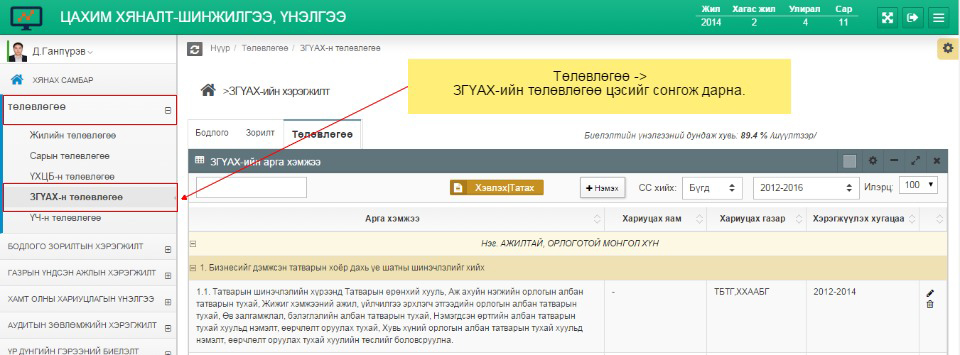 ЦАХИМ ХЯНАЛТ-ШИНЖИЛГЭЭ, ҮНЭЛГЭЭ
Жил Хагас жил Улирал Сар
2014 2 4 11
Д.Ганпүрэв
Нүүр / Төлөвлөгөө / ЗГҮАХ-н төлөвлөгөө
ХЯНАХ САМБАР
төлөвлөгөө
Жилийн төлөвлөгөө
Сарын төлөвлөгөө
ҮХЦБ-н төлөвлөгөө
ЗГҮАХ-н төлөвлөгөө
ҮЧ-н төлөвлөгөө
БОДЛОГО ЗОРИЛТЫН ХЭРЭГЖИЛТ
ГАЗРЫН ҮНДСЭН АЖЛЫН ХЭРЭГЖИЛТ
ХАМТ ОЛНЫ ХАРИУЦЛАГЫН ҮНЭЛГЭЭ
АУДИТЫН ЗӨВЛӨМЖИЙН ХЭРЭГЖИЛТ
ҮР ДҮНГИЙН ГЭРЭЭНИЙ БИЕЛЭЛТ
>ЗГҮАХ-ийн хэрэгжилт
Төлөвлөгөө ->
ЗГҮАХ-ийн төлөвлөгөө цэсийг сонгож дарна.
Бодлого Зорилт Төлөвлөгөө
Биелэлтийн үнэлгээний дундаж хувь: 89.4 % /шүүлтээр/
ЗГҮАХ-ийн арга хэмжээ
Хэвлэх|Татах
Нэмэх
СС хийх: Бүгд 2012-2016 Илэрц: 100
Арга хэмжээ Хариуцах яам Хариуцах газар Хэрэгжүүлэх хугацаа
Нэг. АЖИЛТАЙ, ОРЛОГОТОЙ МОНГОЛ ХҮН
1. Бизнесийг дэмжсэн татварын хоёр дахь үе шатны шинэчлэлийг хийх
1.1. Татварын шинэчлэлийн хүрээнд Татварын ерөнхий хууль, Аж ахуйн нэгжийн орлогын албан - ТБТГ,ХХААБГ 2012-2014
татварын тухай, Жижиг хэмжээний ажил, үйлчилгээ эрхлэгч этгээдийн орлогын албан татварын
тухай, Өв залгамжлал, бэлэглэлийн албан татварын тухай, Нэмэгдсэн өртгийн албан татварын
тухай хуульд нэмэлт, өөрчлөлт оруулах тухай, Хувь хүний орлогын албан татварын тухай хуульд
нэмэлт, өөрчлөлт оруулах тухай хуулийн төслийг боловсруулна.